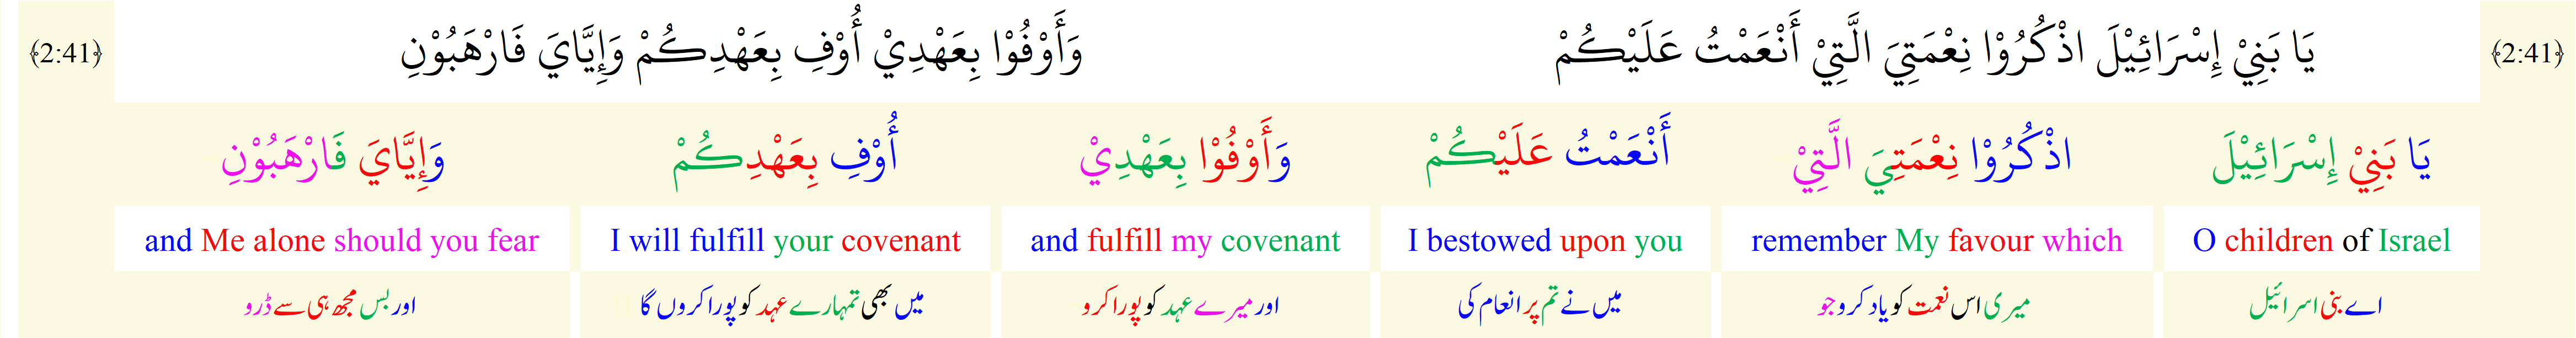 ﴿2:41﴾ يَا بَنِيْ إِسْرَائِيْلَ اذْكُرُوْا نِعْمَتِيَ الَّتِيْ أَنْعَمْتُ عَلَيْكُمْ وَأَوْفُوْا بِعَهْدِيْ أُوْفِ بِعَهْدِكُمْ وَإِيَّايَ فَارْهَبُوْنِ ﴿2:41﴾
يَا بَنِيْ إِسْرَائِيْلَ اذْكُرُوْا نِعْمَتِيَ الَّتِيْ أَنْعَمْتُ عَلَيْكُمْ وَأَوْفُوْا بِعَهْدِيْ أُوْفِ بِعَهْدِكُمْ وَإِيَّايَ فَارْهَبُوْنِ
O children of Israel remember My favour which I bestowed upon you and fulfill my covenant I will fulfill your covenant and Me alone should you fear
اے بنی اسرائیل میری اس نعمت کو یاد کرو جو میں نے تم پر انعام کی اور میرے عہد کو پورا کرو میں بھی تمہارے عہد کو پورا کروں گا اور بس مجھ ہی سے ڈرو